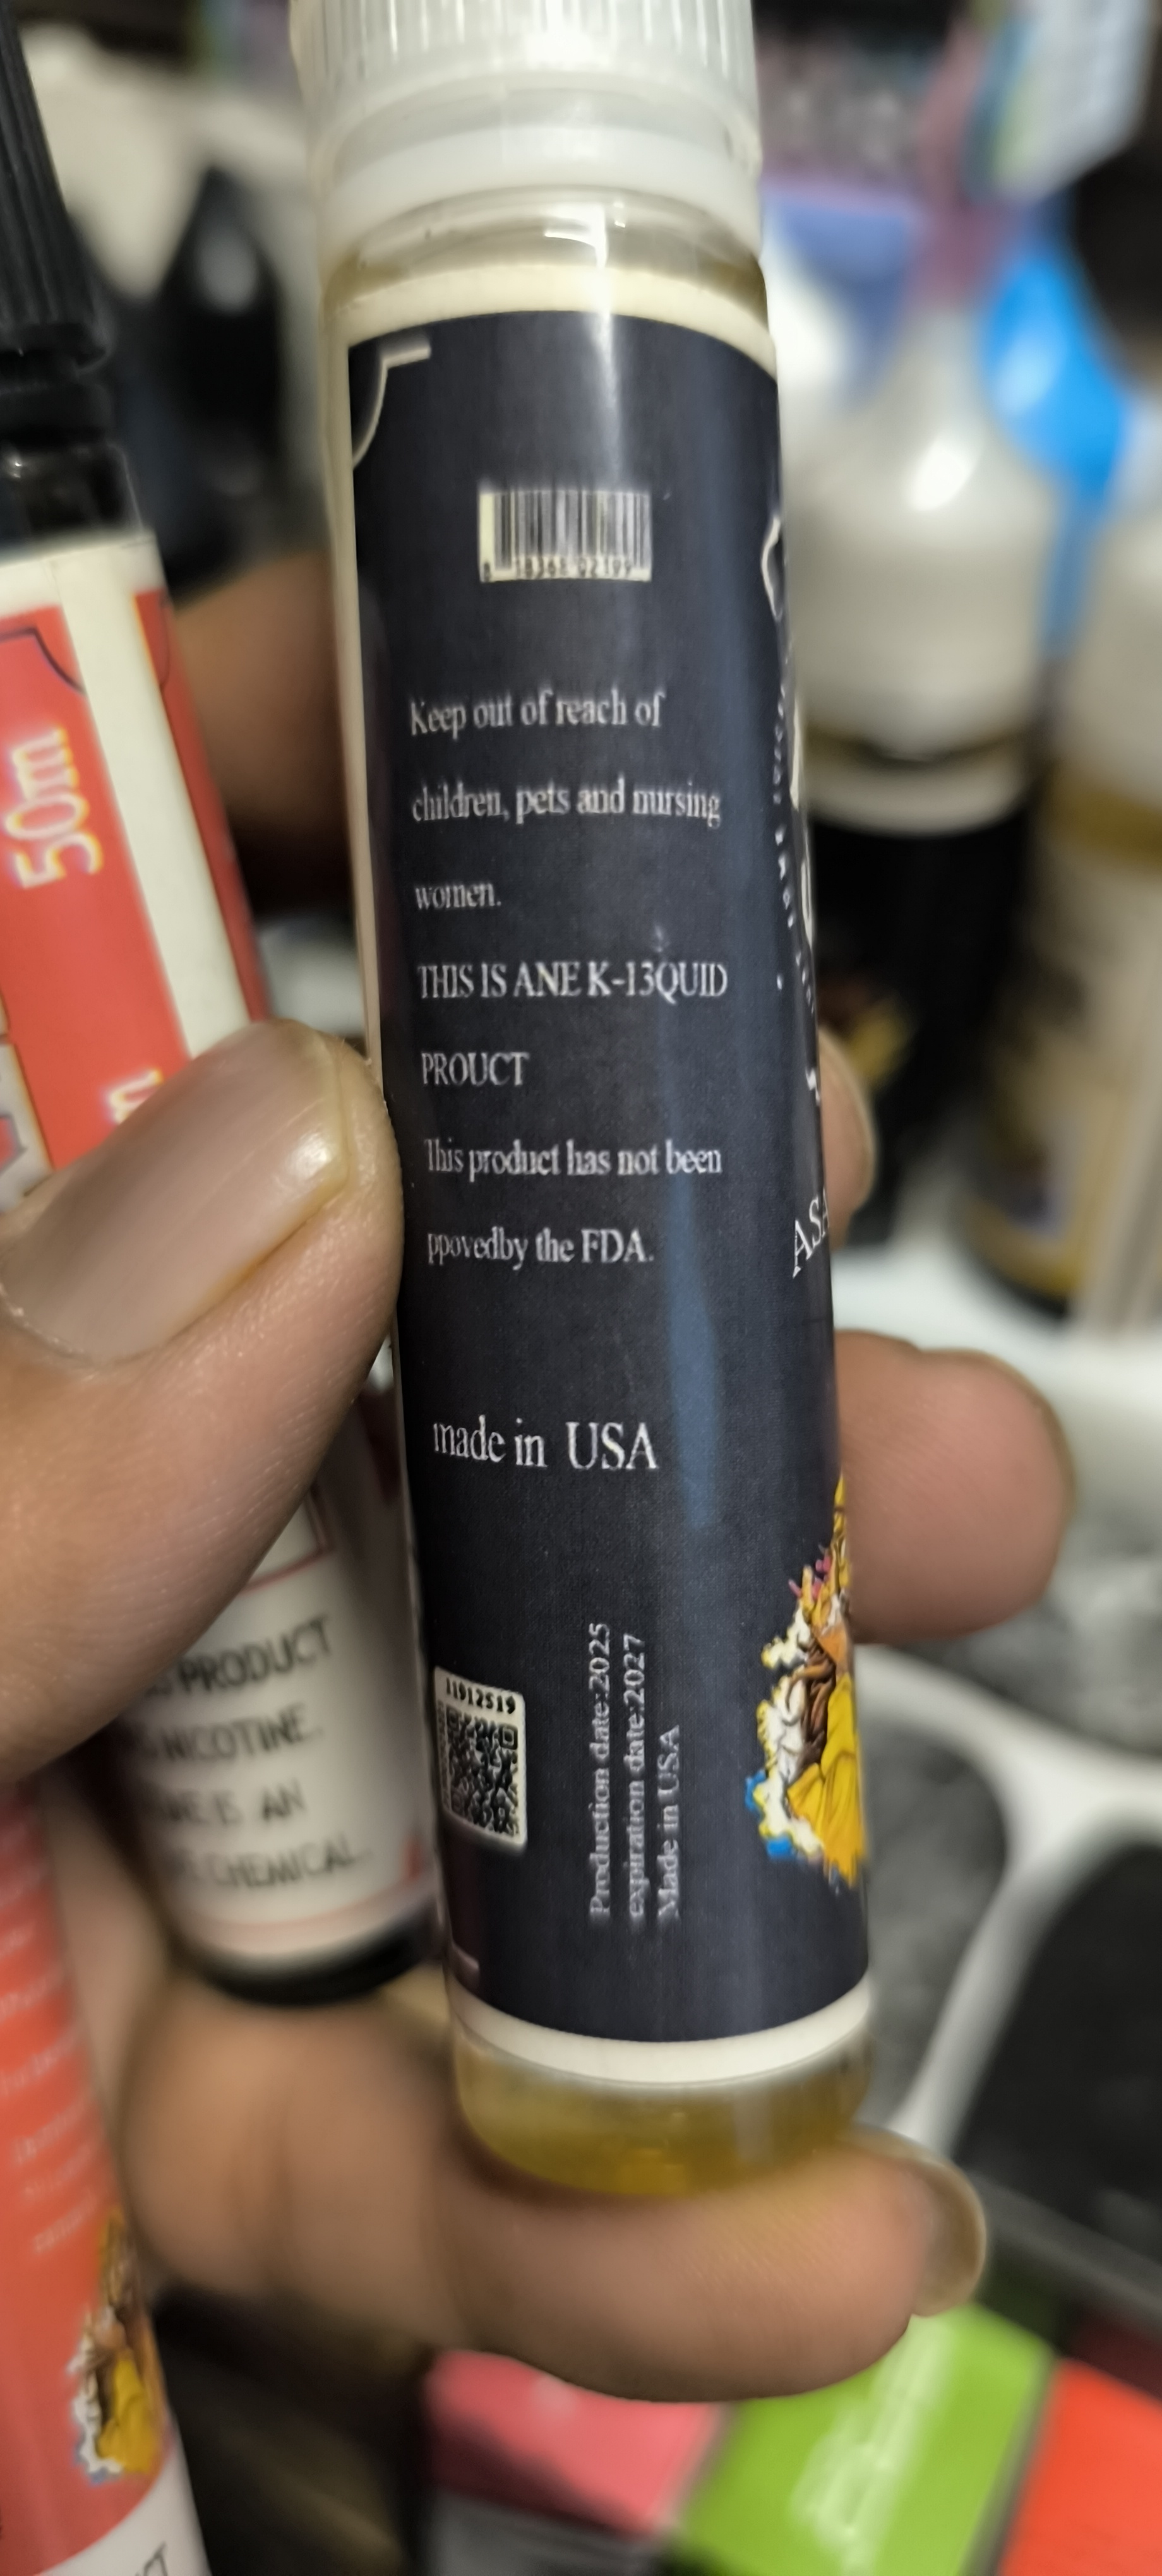 Keep out of reach of
children, pets and nursing
women.
THIS IS ANE K-13QUID
PROUCT
This product has not been
ppovedby the FDA.
made in USA
11912519
Production date:2025
expiration date:2027
Made in USA
50m
PRODUCT
NICOTINE.
IS AN
CHEMICAL.